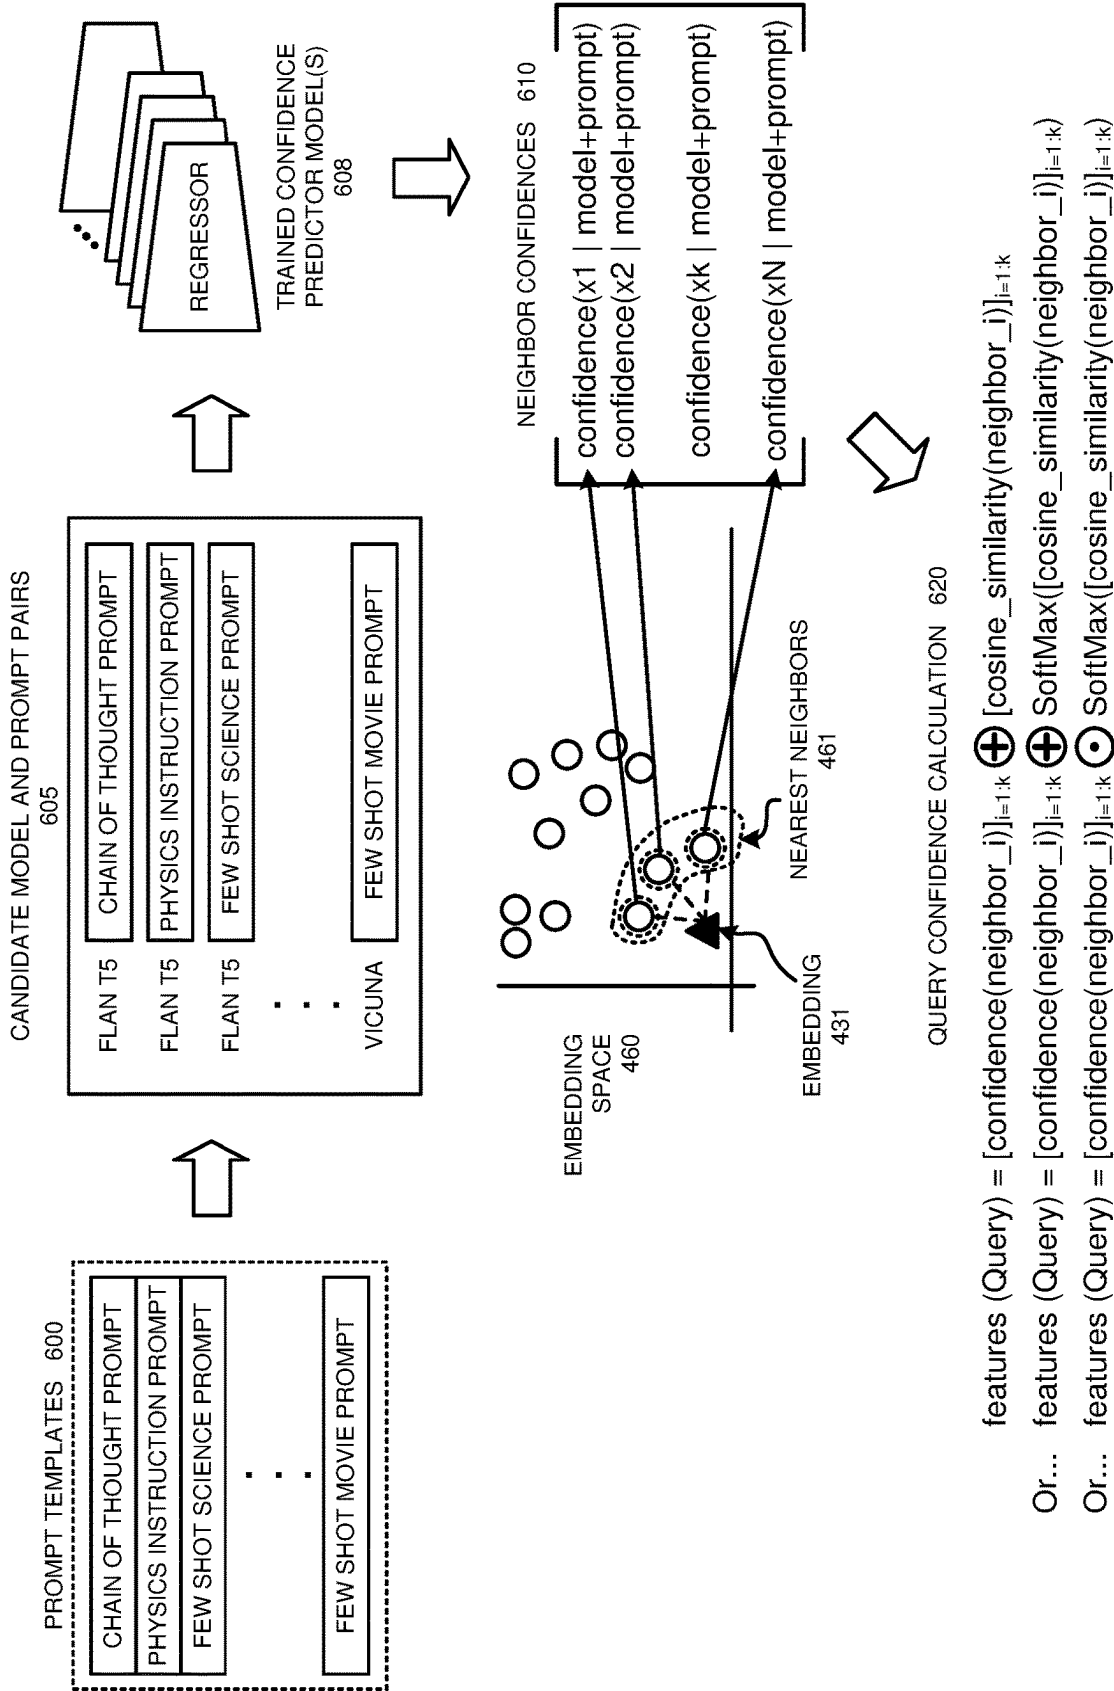 PROMPT TEMPLATES 600
CHAIN OF THOUGHT PROMPT
PHYSICS INSTRUCTION PROMPT
FEW SHOT SCIENCE PROMPT
. . .
FEW SHOT MOVIE PROMPT
CANDIDATE MODEL AND PROMPT PAIRS
605
FLAN T5 CHAIN OF THOUGHT PROMPT
FLAN T5 PHYSICS INSTRUCTION PROMPT
FLAN T5 FEW SHOT SCIENCE PROMPT
. . .
VICUNA FEW SHOT MOVIE PROMPT
REGRESSOR
TRAINED CONFIDENCE
PREDICTOR MODEL(S)
608
EMBEDDING
SPACE
460
EMBEDDING
431
NEAREST NEIGHBORS
461
NEIGHBOR CONFIDENCES 610
confidence(x1 | model+prompt)
confidence(x2 | model+prompt)
confidence(xk | model+prompt)
confidence(xN | model+prompt)
QUERY CONFIDENCE CALCULATION 620
features (Query) = [confidence(neighbor_i)]i=1:k ⊕ [cosine_similarity(neighbor_i)]i=1:k
Or... features (Query) = [confidence(neighbor_i)]i=1:k ⊕ SoftMax([cosine_similarity(neighbor_i)]i=1:k)
Or... features (Query) = [confidence(neighbor_i)]i=1:k ⊙ SoftMax([cosine_similarity(neighbor_i)]i=1:k)